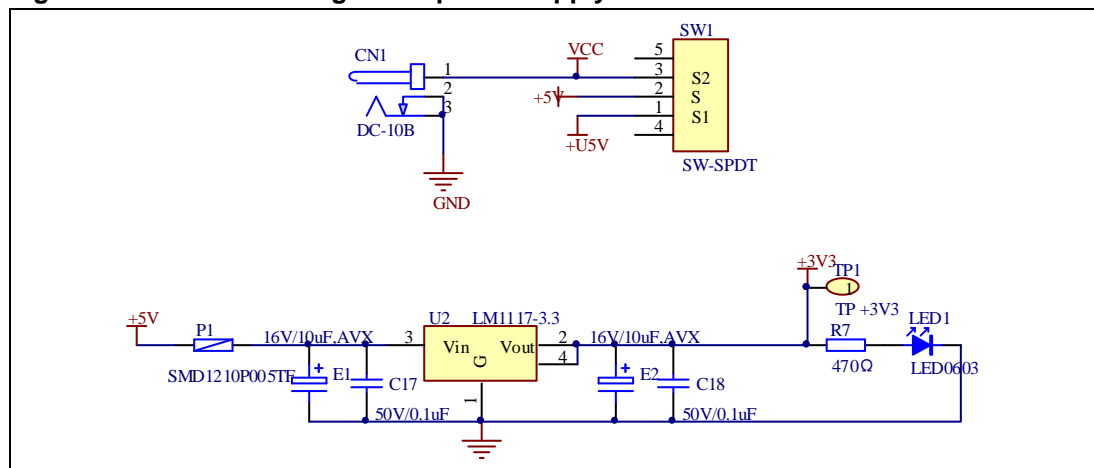 SW1
CN1
VCC
5
1
3
S2
2
+5V
2
S
3
1
S1
DC-10B
+U5V
4
SW-SPDT
GND
+3V3
TP1
1
+5V
P1
U2
LM1117-3.3
TP +3V3
16V/10uF,AVX
3
Vin
Vout
2
16V/10uF,AVX
R7
LED1
G
4
SMD1210P005TF
E1
C17
E2
C18
470Ω
LED0603
1
50V/0.1uF
50V/0.1uF